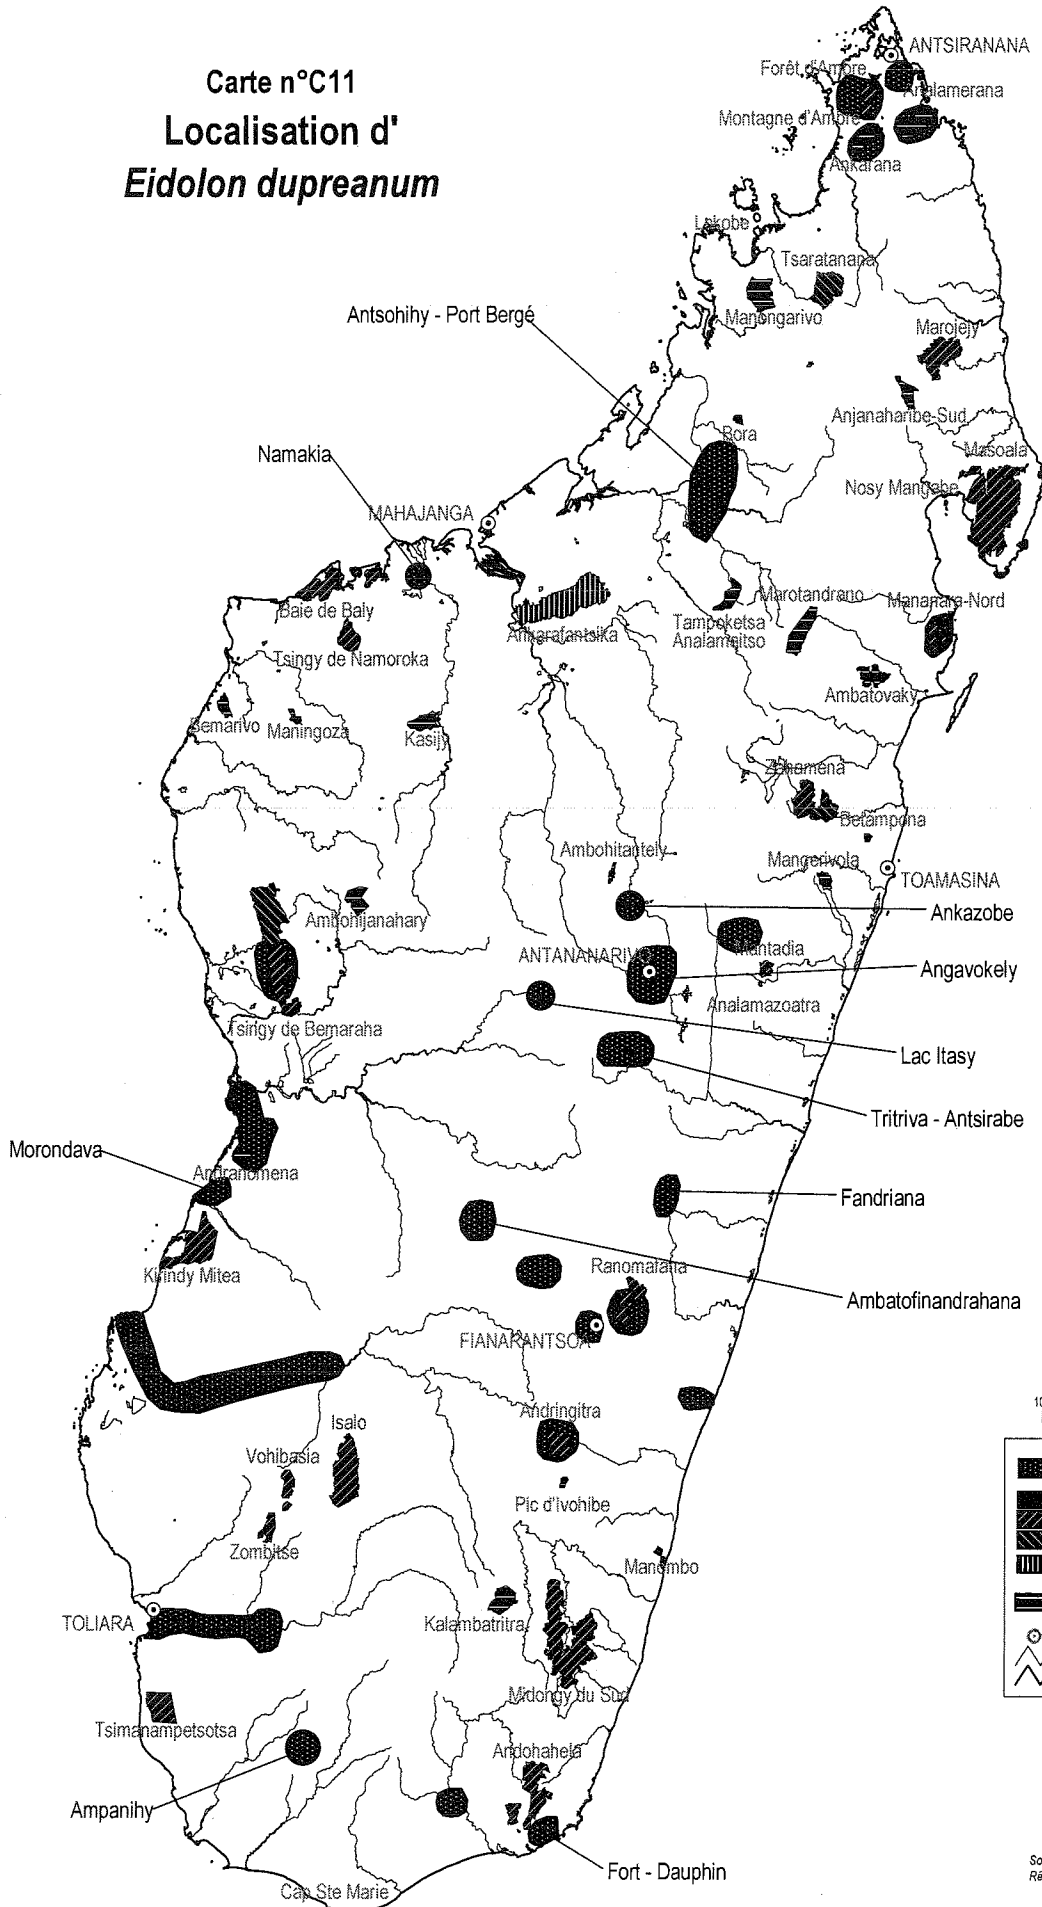 Carte n°C11
Localisation d'
Eidolon dupreanum
ANTSIRANANA
Forêt d'Ambre
Analamerana
Montagne d'Ambre
Ankarana
Lokobe
Tsaratanana
Manongarivo
Antsohihy - Port Bergé
Marojejy
Anjanaharibe-Sud
Bora
Masoala
Namakia
Nosy Mangabe
MAHAJANGA
Marotandrano
Mananara-Nord
Baie de Baly
Ankarafantsika
Tampoketsa
Analamaitso
Tsingy de Namoroka
Ambatovaky
Bemarivo
Maningoza
Kasijy
Zahamena
Betampona
Ambohitantely
Mangerivola
TOAMASINA
Ambohijanahary
Ankazobe
ANTANANARIVO
Mantadia
Angavokely
Analamazoatra
Tsingy de Bemaraha
Lac Itasy
Tritriva - Antsirabe
Morondava
Andranomena
Fandriana
Kirindy Mitea
Ranomafana
Ambatofinandrahana
FIANARANTSOA
10
Andringitra
Isalo
Vohibasia
Pic d'Ivohibe
Zombitse
Manombo
TOLIARA
Kalambatritra
Midongy du Sud
Tsimanampetsotsa
Andohahela
Ampanihy
Fort - Dauphin
So
Ré
Cap Ste Marie